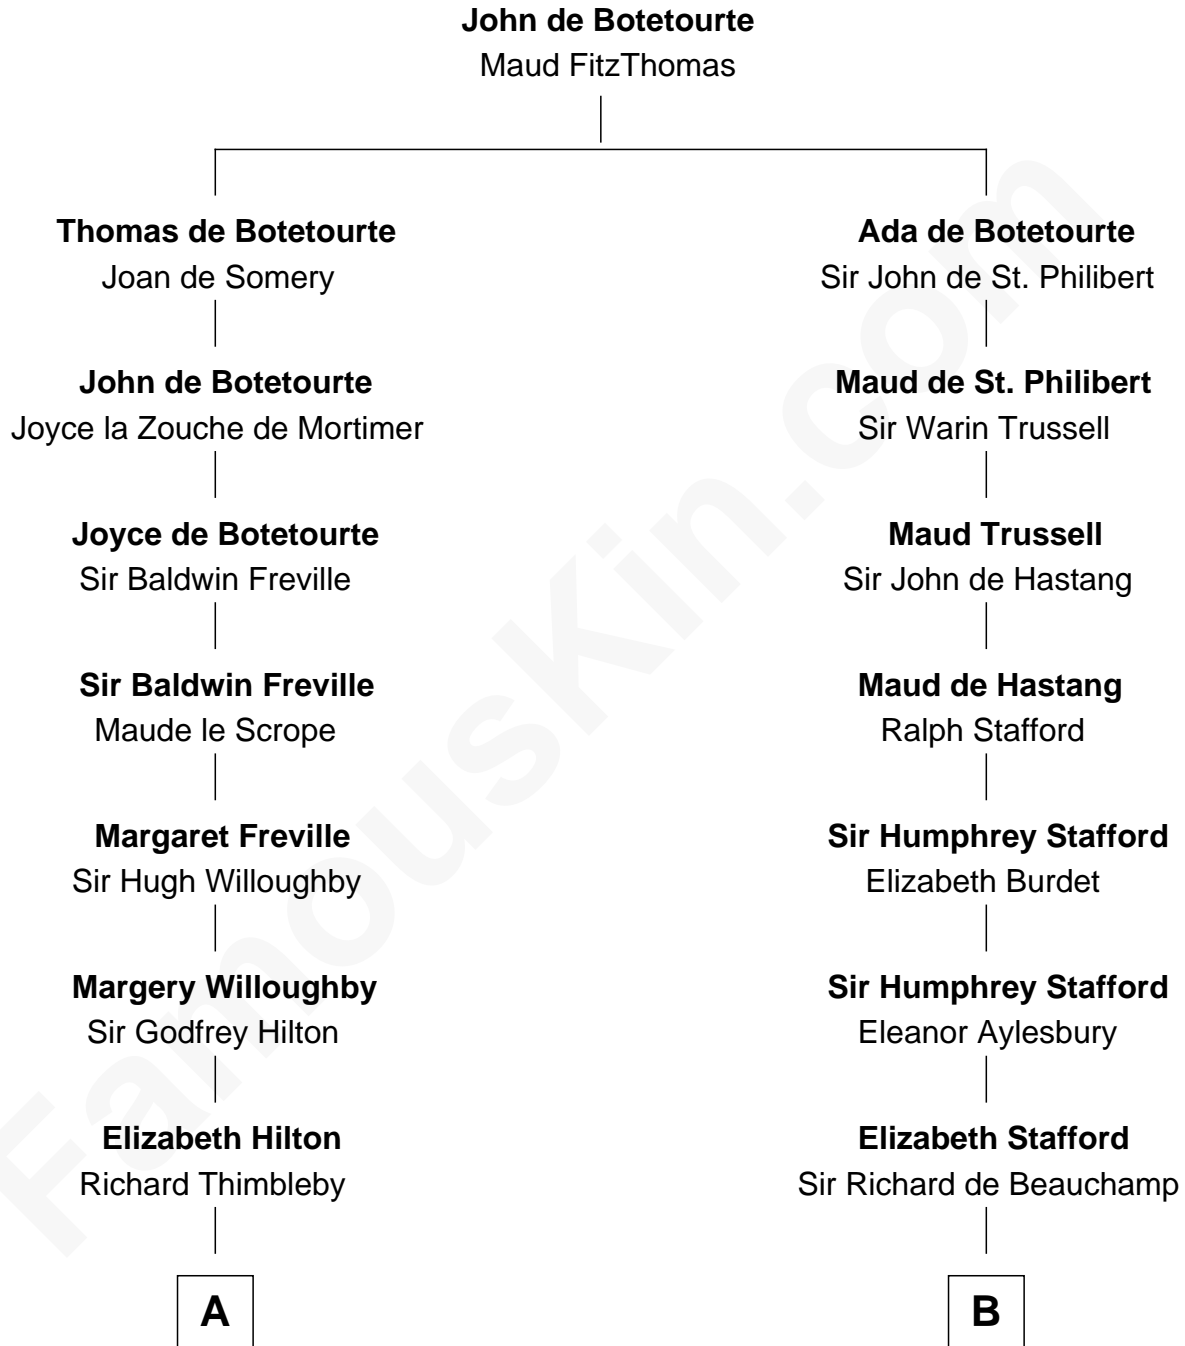 John de Botetourte
Maud FitzThomas
Thomas de Botetourte
Joan de Somery
Ada de Botetourte
Sir John de St. Philibert
John de Botetourte
Joyce la Zouche de Mortimer
Maud de St. Philibert
Sir Warin Trussell
Joyce de Botetourte
Sir Baldwin Freville
Maud Trussell
Sir John de Hastang
Sir Baldwin Freville
Maude le Scrope
Maud de Hastang
Ralph Stafford
Margaret Freville
Sir Hugh Willoughby
Sir Humphrey Stafford
Elizabeth Burdet
Margery Willoughby
Sir Godfrey Hilton
Sir Humphrey Stafford
Eleanor Aylesbury
Elizabeth Hilton
Richard Thimbleby
Elizabeth Stafford
Sir Richard de Beauchamp
A
B
FamousKin.com